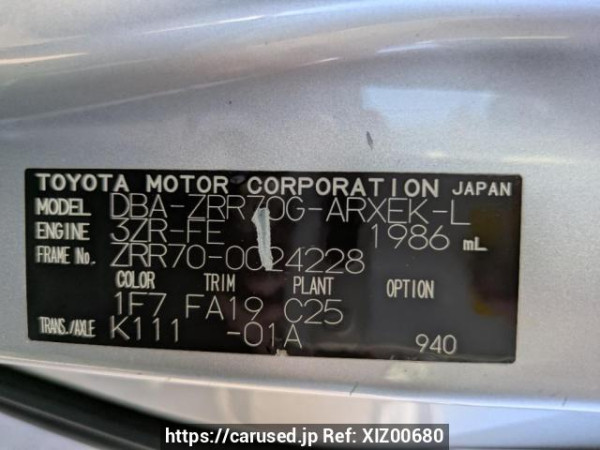 TOYOTA MOTOR CORPORATION JAPAN
MODEL DBA-ZRR70G-ARXEK-L
ENGINE 3ZR-FE 1986 mL
FRAME No. ZRR70-0024228
COLOR TRIM PLANT OPTION
1F7 FA19 C25
TRANS./AXLE K111 -01A 940
https://carused.jp Ref: XIZ00680